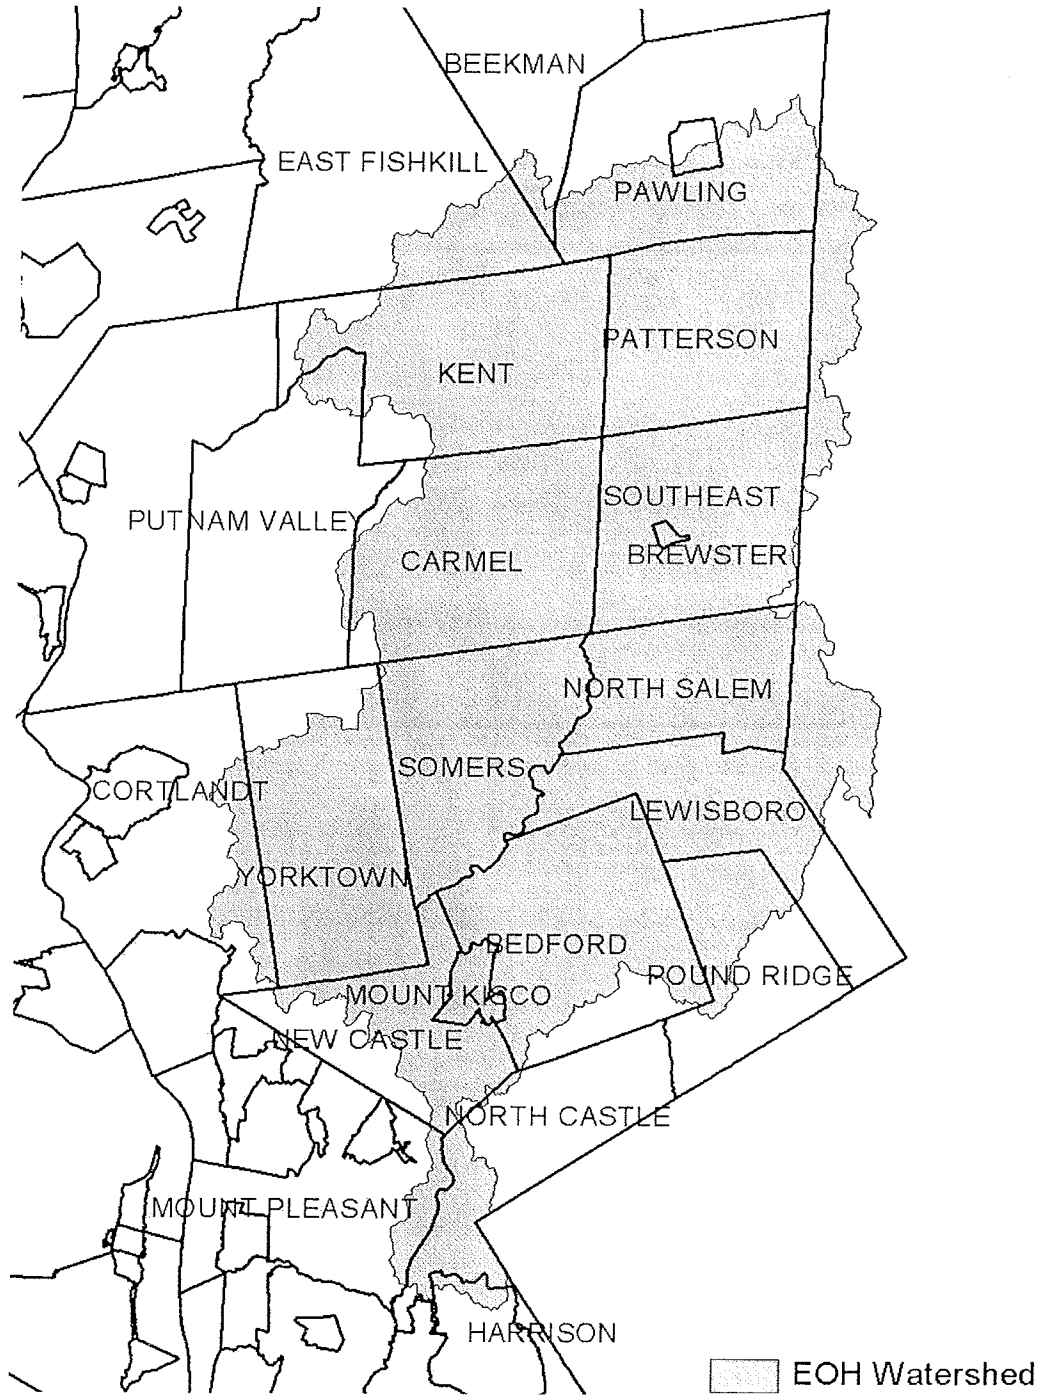 BEEKMAN
EAST FISHKILL
PAWLING
PATTERSON
KENT
SOUTHEAST
PUTNAM VALLEY
BREWSTER
CARMEL
NORTH SALEM
SOMERS
CORTLANDT
LEWISBORO
YORKTOWN
BEDFORD
POUND RIDGE
MOUNT KISCO
NEW CASTLE
NORTH CASTLE
MOUNT PLEASANT
HARRISON
EOH Watershed